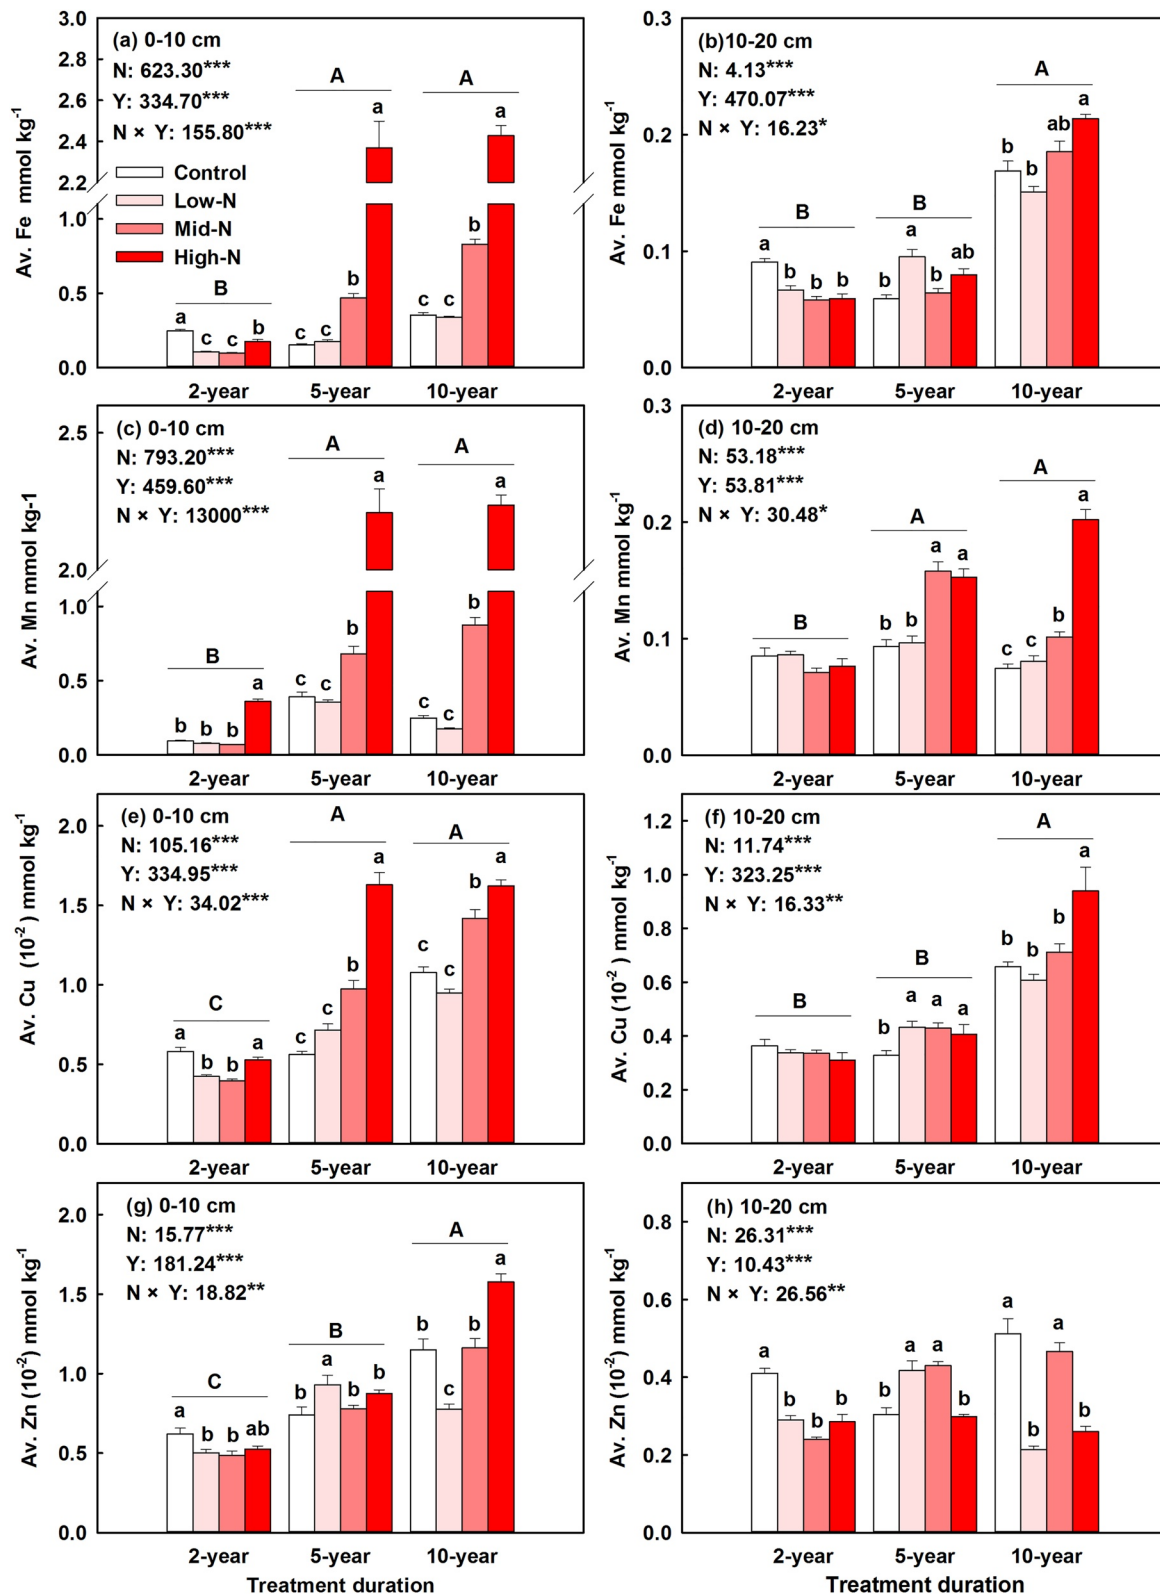 (a) 0-10 cm
N: 623.30***
Y: 334.70***
N × Y: 155.80***
Control
Low-N
Mid-N
High-N
Av. Fe mmol kg-1
3.0
2.8
2.6
2.4
2.2
1.0
0.5
0.0
B
A
A
a c c b
c c b a
c c b a
2-year 5-year 10-year
(b)10-20 cm
N: 4.13***
Y: 470.07***
N × Y: 16.23*
Av. Fe mmol kg-1
0.3
0.2
0.1
0.0
B
B
A
a b b b
b a b ab
b b ab a
2-year 5-year 10-year
(c) 0-10 cm
N: 793.20***
Y: 459.60***
N × Y: 13000***
Av. Mn mmol kg-1
2.5
2.0
1.0
0.5
0.0
B
A
A
b b b a
c c b a
c c b a
2-year 5-year 10-year
(d) 10-20 cm
N: 53.18***
Y: 53.81***
N × Y: 30.48*
Av. Mn mmol kg-1
0.3
0.2
0.1
0.0
B
A
A
b b a a
c c b a
2-year 5-year 10-year
(e) 0-10 cm
N: 105.16***
Y: 334.95***
N × Y: 34.02***
Av. Cu (10-2 ) mmol kg-1
2.0
1.5
1.0
0.5
0.0
C
A
A
a b b a
c c b a
c c b a
2-year 5-year 10-year
(f) 10-20 cm
N: 11.74***
Y: 323.25***
N × Y: 16.33**
Av. Cu (10-2 ) mmol kg-1
1.2
1.0
0.8
0.6
0.4
0.2
0.0
B
B
A
b a a a
b b b a
2-year 5-year 10-year
(g) 0-10 cm
N: 15.77***
Y: 181.24***
N × Y: 18.82**
Av. Zn (10-2) mmol kg-1
2.0
1.5
1.0
0.5
0.0
C
B
A
a b b ab
b a b b
b c b a
2-year 5-year 10-year
Treatment duration
(h) 10-20 cm
N: 26.31***
Y: 10.43***
N × Y: 26.56**
Av. Zn (10-2) mmol kg-1
0.8
0.6
0.4
0.2
0.0
a b b b
b a a b
a b a b
2-year 5-year 10-year
Treatment duration